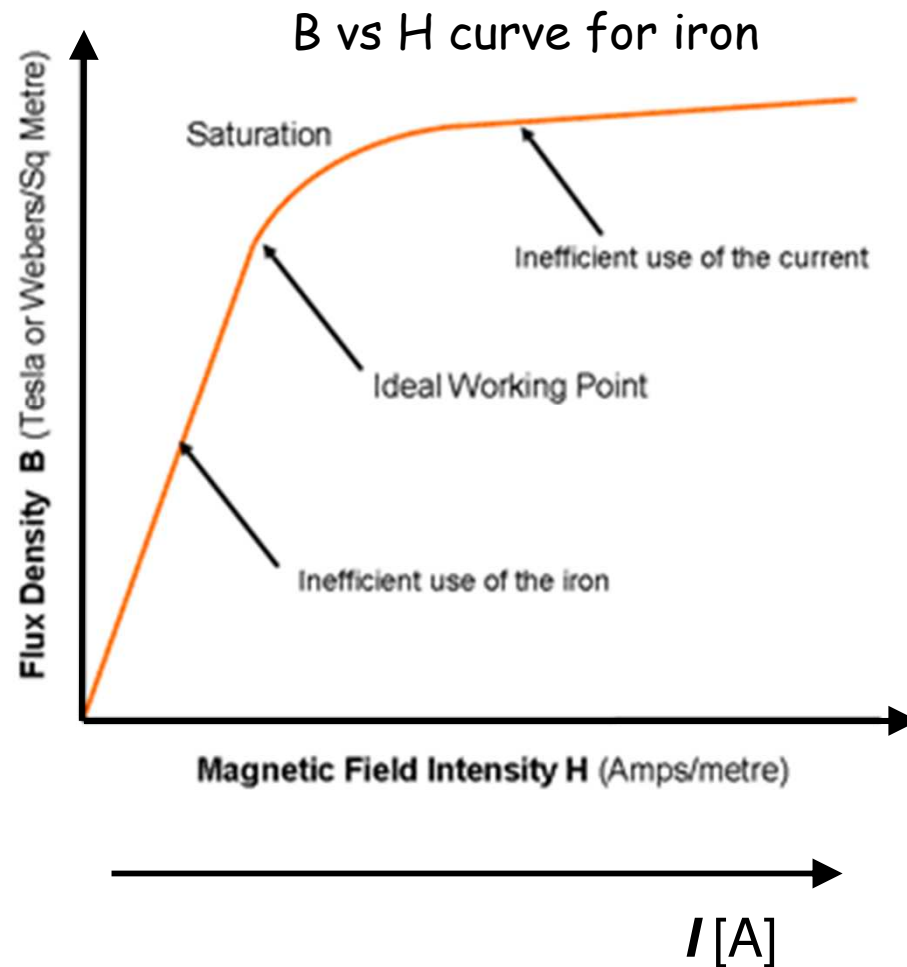 B vs H curve for iron
Flux Density B (Tesla or Webers/Sq Metre)
Saturation
Inefficient use of the current
Ideal Working Point
Inefficient use of the iron
Magnetic Field Intensity H (Amps/metre)
I [A]